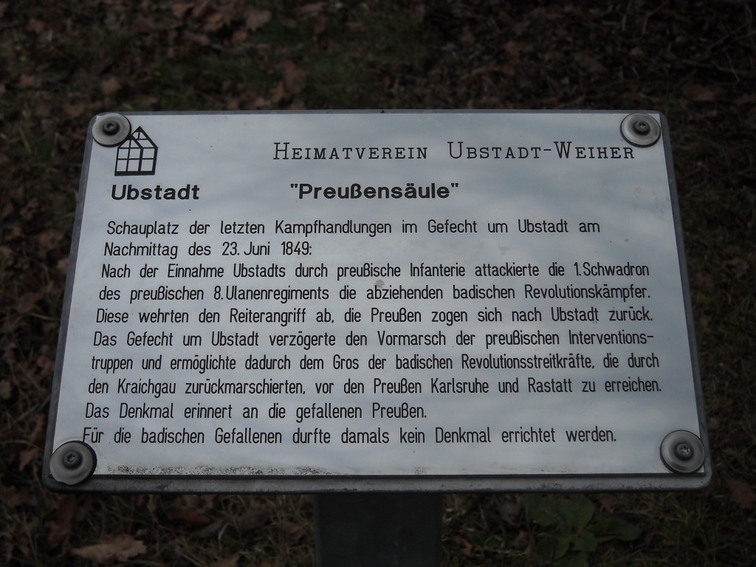 Heimatverein Ubstadt-Weiher
Ubstadt "Preußensäule"
Schauplatz der letzten Kampfhandlungen im Gefecht um Ubstadt am
Nachmittag des 23. Juni 1849:
Nach der Einnahme Ubstadts durch preußische Infanterie attackierte die 1.Schwadron
des preußischen 8.Ulanenregiments die abziehenden badischen Revolutionskämpfer.
Diese wehrten den Reiterangriff ab, die Preußen zogen sich nach Ubstadt zurück.
Das Gefecht um Ubstadt verzögerte den Vormarsch der preußischen Interventions-
truppen und ermöglichte dadurch dem Gros der badischen Revolutionsstreitkräfte, die durch
den Kraichgau zurückmarschierten, vor den Preußen Karlsruhe und Rastatt zu erreichen.
Das Denkmal erinnert an die gefallenen Preußen.
Für die badischen Gefallenen durfte damals kein Denkmal errichtet werden.